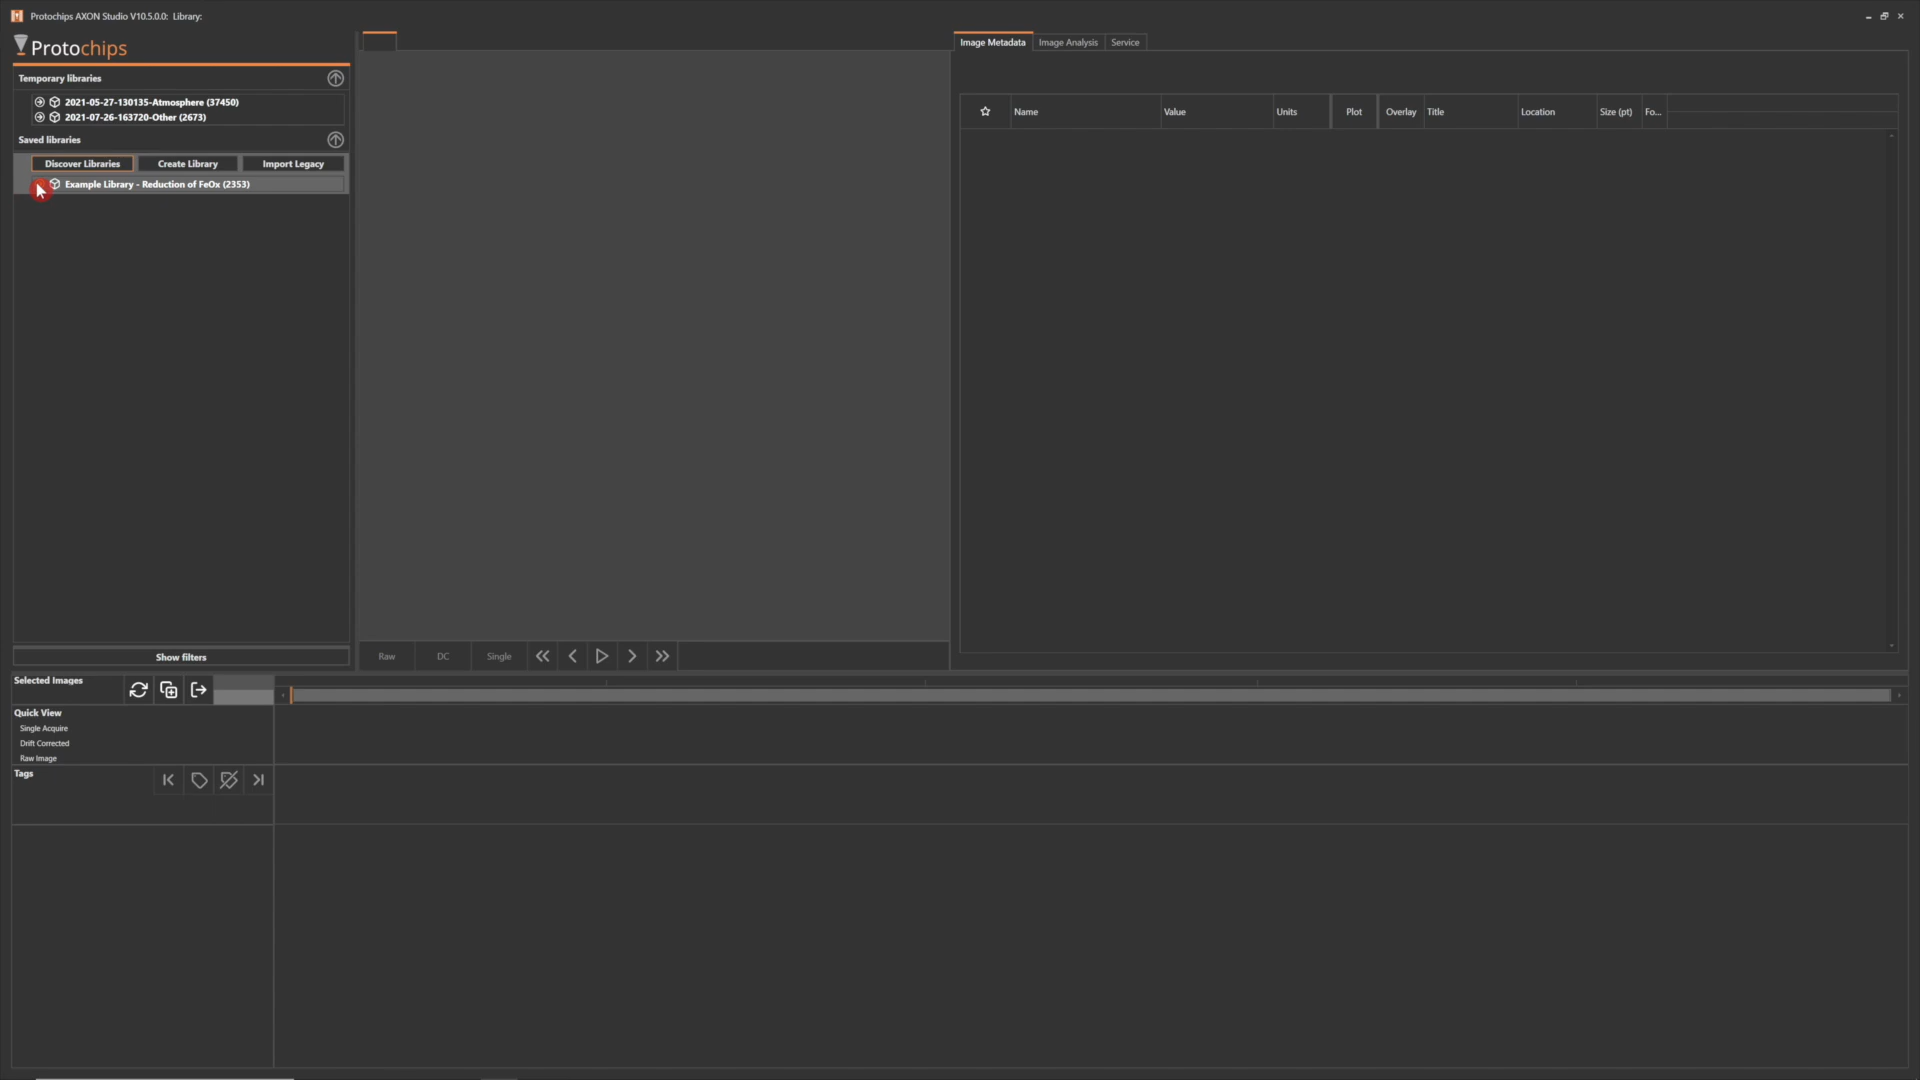 Protochips AXON Studio V10.5.0.0: Library:
Protochips
Temporary libraries
2021-05-27-130135-Atmosphere (37450)
2021-07-26-163720-Other (2673)
Saved libraries
Discover Libraries Create Library Import Legacy
Example Library - Reduction of FeOx (2353)
Show filters
Raw DC Single
Image Metadata Image Analysis Service
Name Value Units Plot Overlay Title Location Size (pt) Fo...
Selected Images
Quick View
Single Acquire
Drift Corrected
Raw Image
Tags